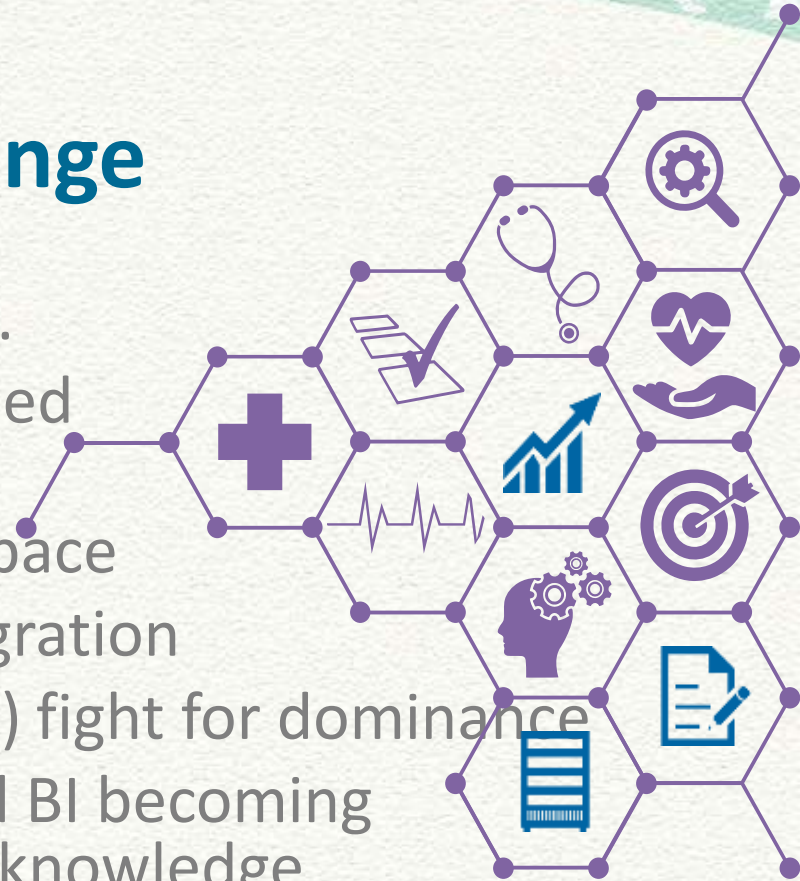 nge
.
ed
pace
gration
) fight for dominance
BI becoming
knowledge